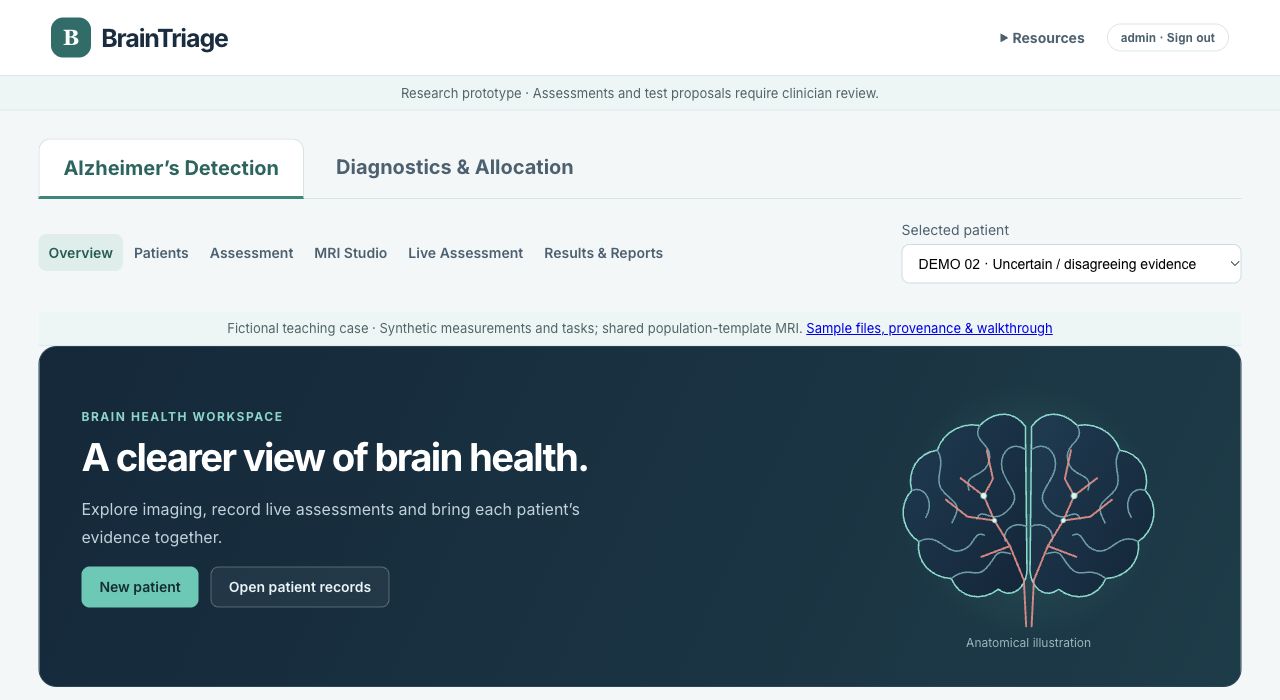 B BrainTriage
▶ Resources
admin · Sign out
Research prototype · Assessments and test proposals require clinician review.
Alzheimer’s Detection
Diagnostics & Allocation
Selected patient
Overview
Patients
Assessment
MRI Studio
Live Assessment
Results & Reports
DEMO 02 · Uncertain / disagreeing evidence
Fictional teaching case · Synthetic measurements and tasks; shared population-template MRI. Sample files, provenance & walkthrough
BRAIN HEALTH WORKSPACE
A clearer view of brain health.
Explore imaging, record live assessments and bring each patient’s
evidence together.
New patient
Open patient records
Anatomical illustration